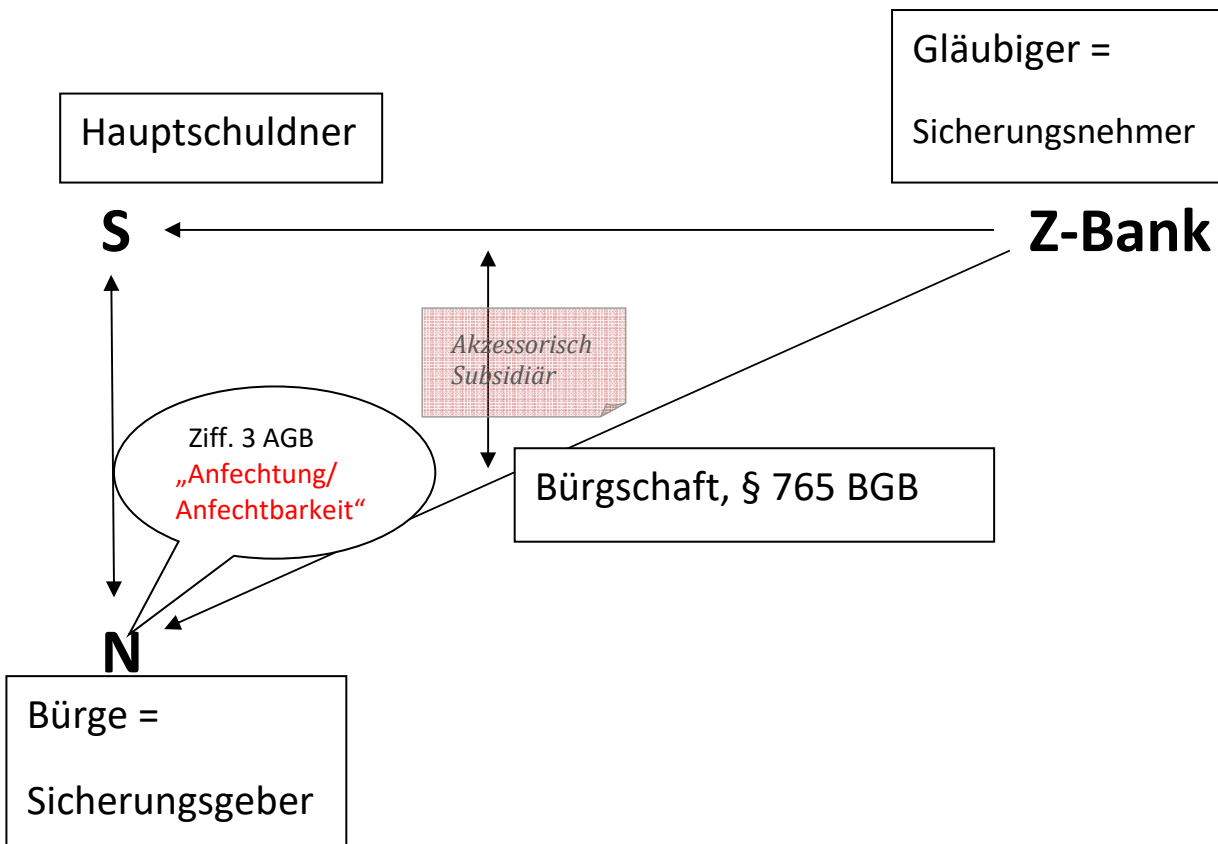 Gläubiger =
Sicherungsnehmer
Hauptschuldner
S
Z-Bank
Akzessorisch
Subsidiär
Ziff. 3 AGB
„Anfechtung/
Anfechtbarkeit“
Bürgschaft, § 765 BGB
N
Bürge =
Sicherungsgeber